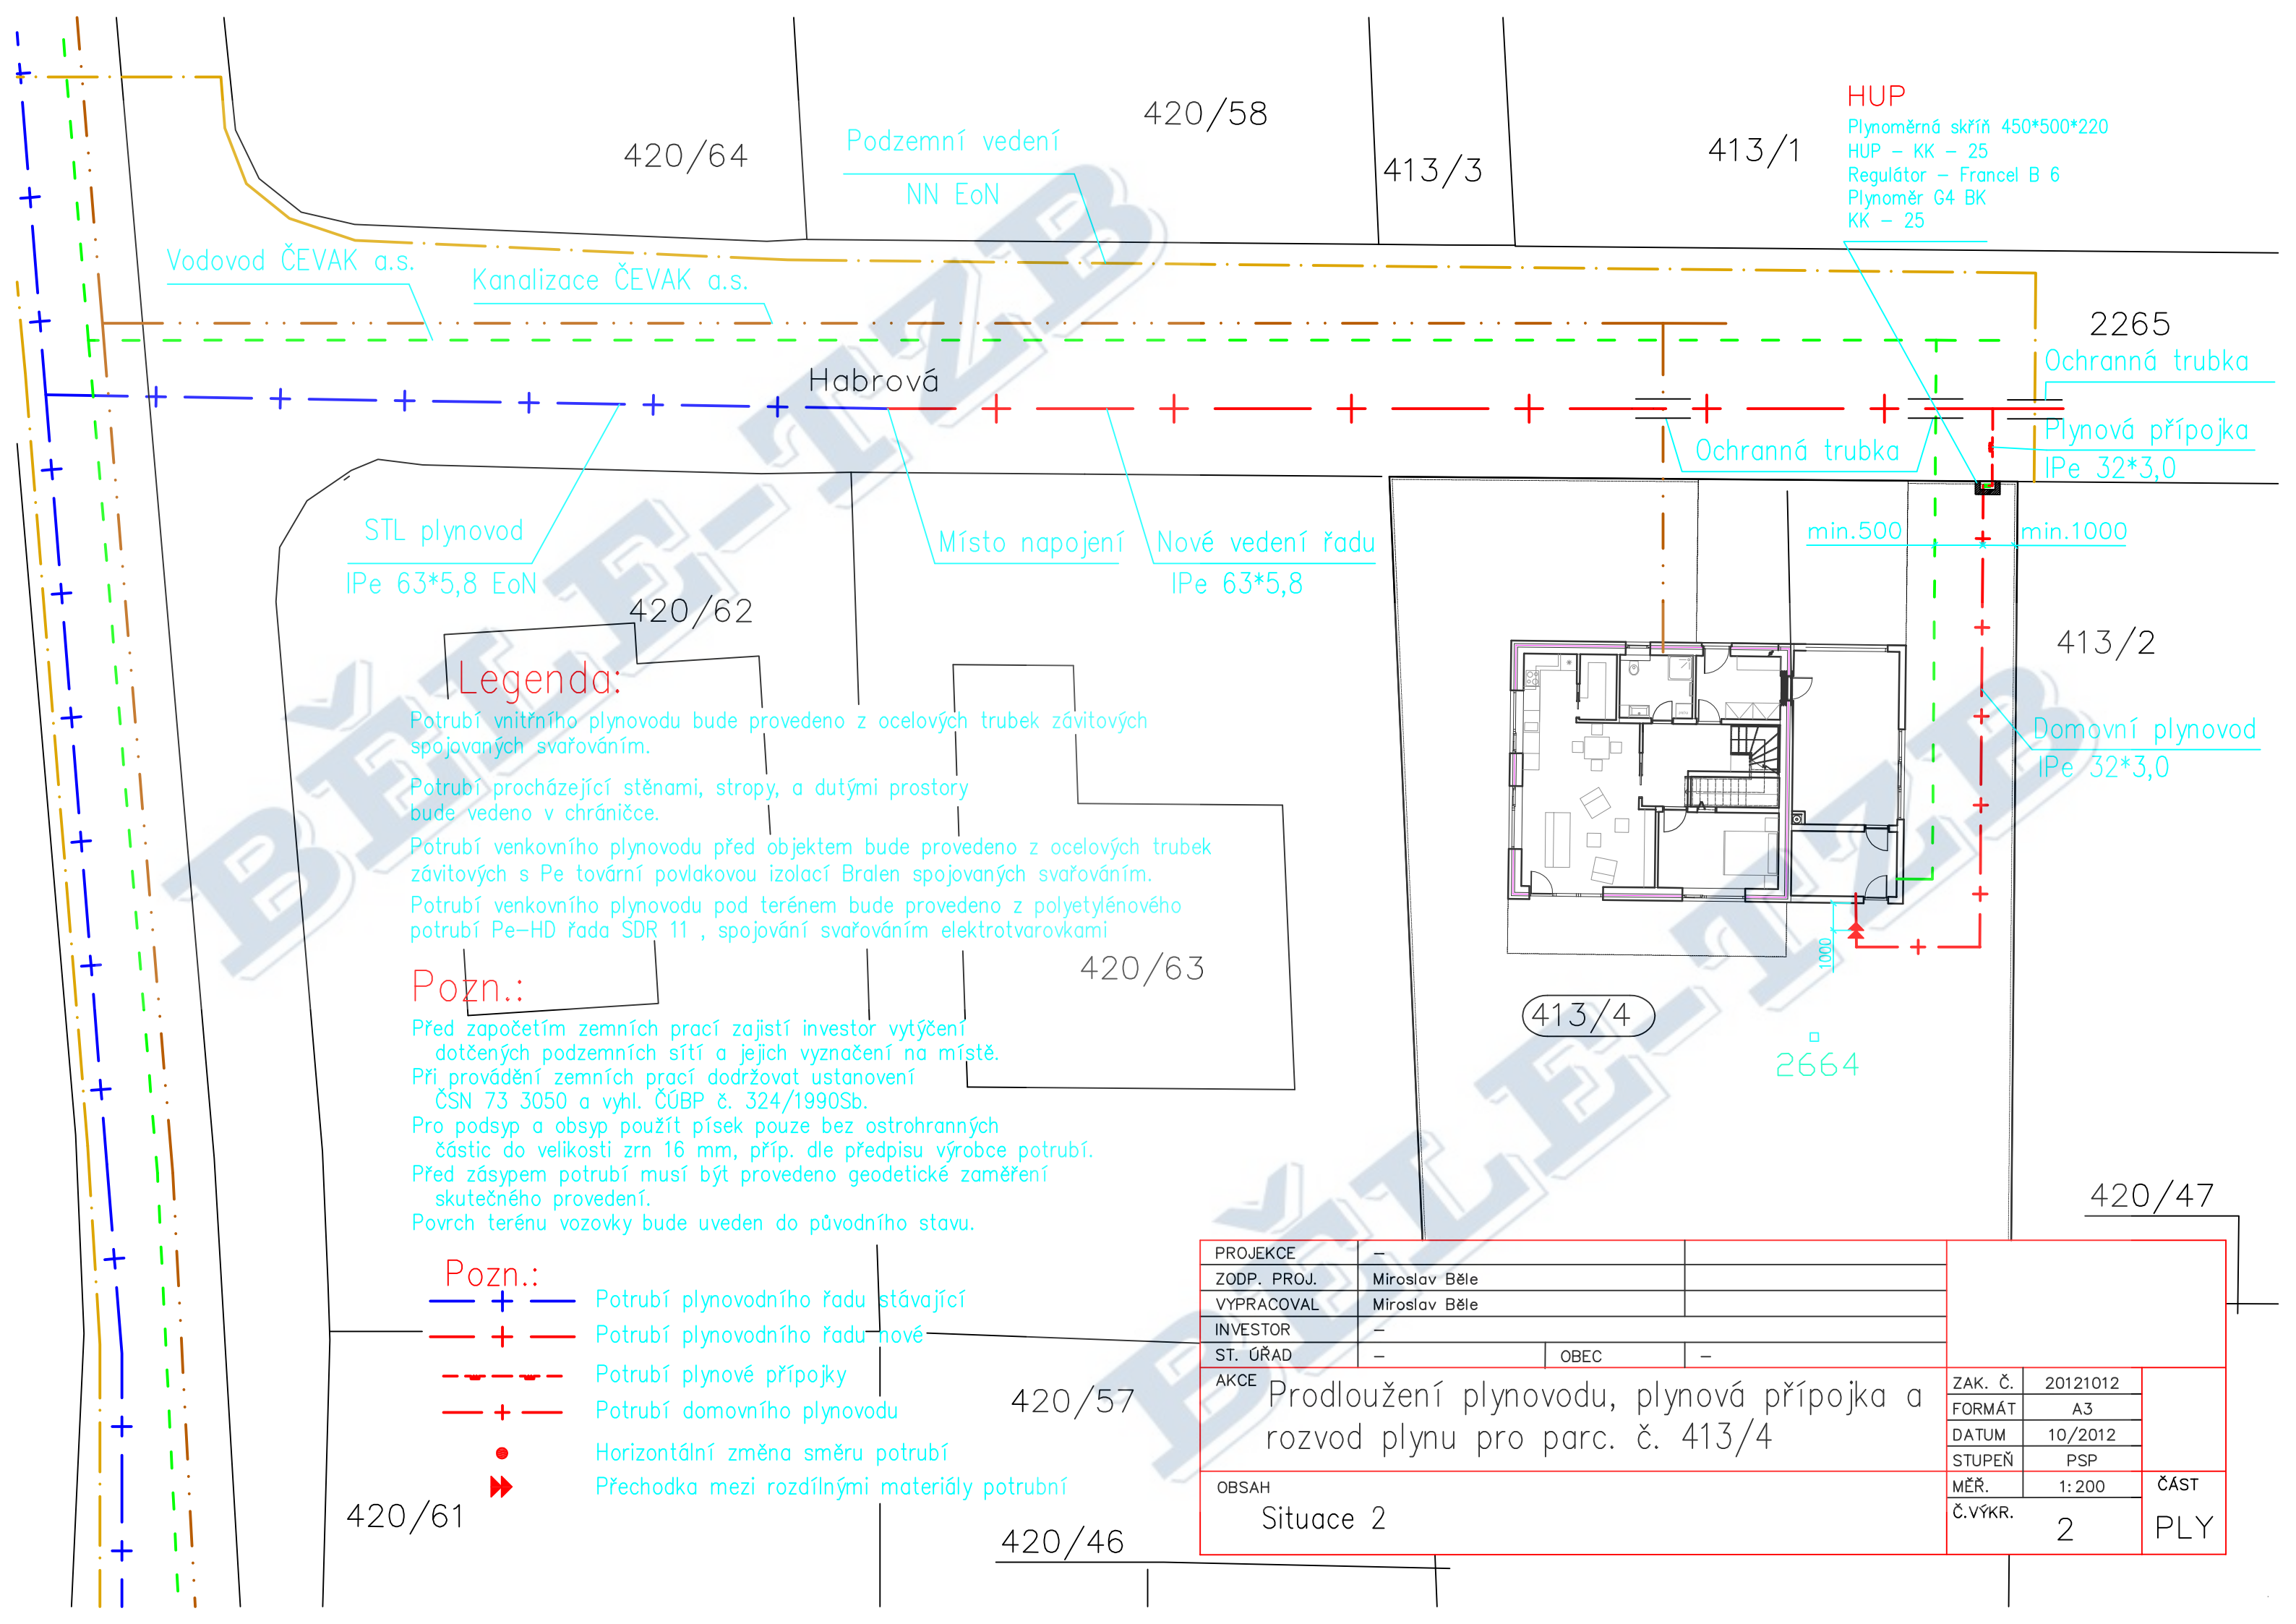 420/64
420/58
413/3
413/1
HUP
Plynoměrná skříň 450*500*220
HUP – KK – 25
Regulátor – Francel B 6
Plynoměr G4 BK
KK – 25
Podzemní vedení
NN EoN
Vodovod ČEVAK a.s.
Kanalizace ČEVAK a.s.
2265
Ochranná trubka
Habrová
Plynová přípojka
IPe 32*3,0
Ochranná trubka
STL plynovod
IPe 63*5,8 EoN
Místo napojení
Nové vedení řadu
IPe 63*5,8
min.500
min.1000
420/62
413/2
Domovní plynovod
IPe 32*3,0
Legenda:
Potrubí vnitřního plynovodu bude provedeno z ocelových trubek závitových
spojovaných svařováním.
Potrubí procházející stěnami, stropy, a dutými prostory
bude vedeno v chráničce.
Potrubí venkovního plynovodu před objektem bude provedeno z ocelových trubek
závitových s Pe tovární povlakovou izolací Bralen spojovaných svařováním.
Potrubí venkovního plynovodu pod terénem bude provedeno z polyetylénového
potrubí Pe–HD řada SDR 11 , spojování svařováním elektrotvarovkami
420/63
1000
413/4
2664
Pozn.:
Před započetím zemních prací zajistí investor vytýčení
dotčených podzemních sítí a jejich vyznačení na místě.
Při provádění zemních prací dodržovat ustanovení
ČSN 73 3050 a vyhl. ČÚBP č. 324/1990Sb.
Pro podsyp a obsyp použít písek pouze bez ostrohranných
částic do velikosti zrn 16 mm, příp. dle předpisu výrobce potrubí.
Před zásypem potrubí musí být provedeno geodetické zaměření
skutečného provedení.
Povrch terénu vozovky bude uveden do původního stavu.
420/47
Pozn.:
Potrubí plynovodního řadu stávající
Potrubí plynovodního řadu nové
Potrubí plynové přípojky
Potrubí domovního plynovodu
Horizontální změna směru potrubí
Přechodka mezi rozdílnými materiály potrubní
420/57
420/61
420/46
PROJEKCE –
ZODP. PROJ. Miroslav Běle
VYPRACOVAL Miroslav Běle
INVESTOR –
ST. ÚŘAD – OBEC –
AKCE Prodloužení plynovodu, plynová přípojka a
rozvod plynu pro parc. č. 413/4
OBSAH
Situace 2
ZAK. Č. 20121012
FORMÁT A3
DATUM 10/2012
STUPEŇ PSP
MĚŘ. 1:200
Č.VÝKR. 2
ČÁST
PLY
BĚLE-TZB
BĚLE-TZB